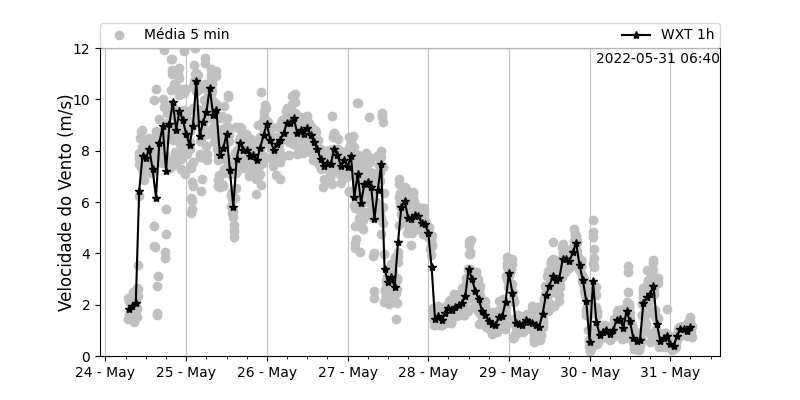 Média 5 min WXT 1h
2022-05-31 06:40
Velocidade do Vento (m/s)
12
10
8
6
4
2
0
24 - May 25 - May 26 - May 27 - May 28 - May 29 - May 30 - May 31 - May